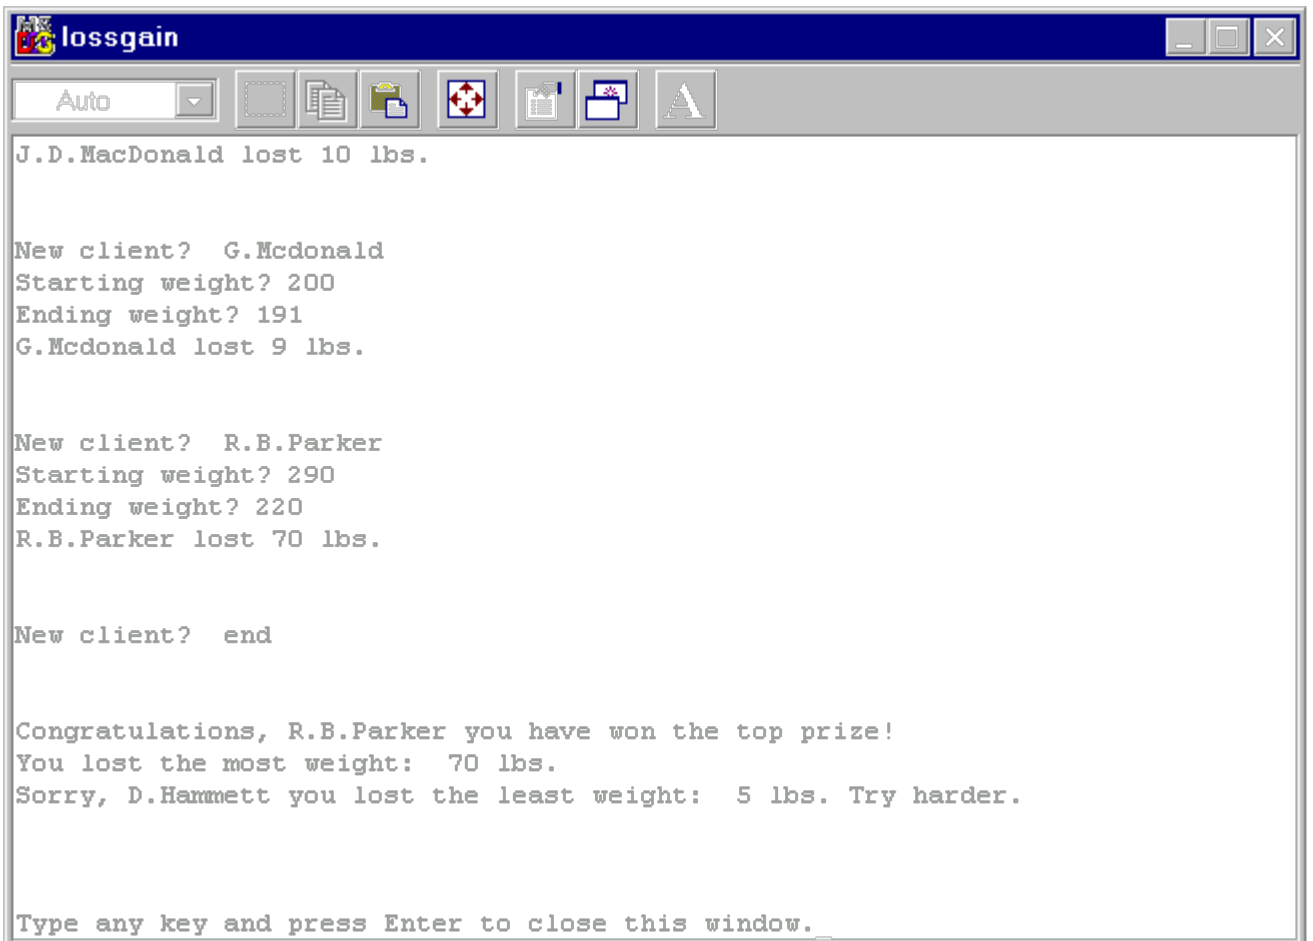 lossgain
Auto
A
J.D.MacDonald lost 10 lbs.
New client?  G.Mcdonald
Starting weight? 200
Ending weight? 191
G.Mcdonald lost 9 lbs.
New client?  R.B.Parker
Starting weight? 290
Ending weight? 220
R.B.Parker lost 70 lbs.
New client?  end
Congratulations, R.B.Parker you have won the top prize!
You lost the most weight:  70 lbs.
Sorry, D.Hammett you lost the least weight:  5 lbs. Try harder.
Type any key and press Enter to close this window.